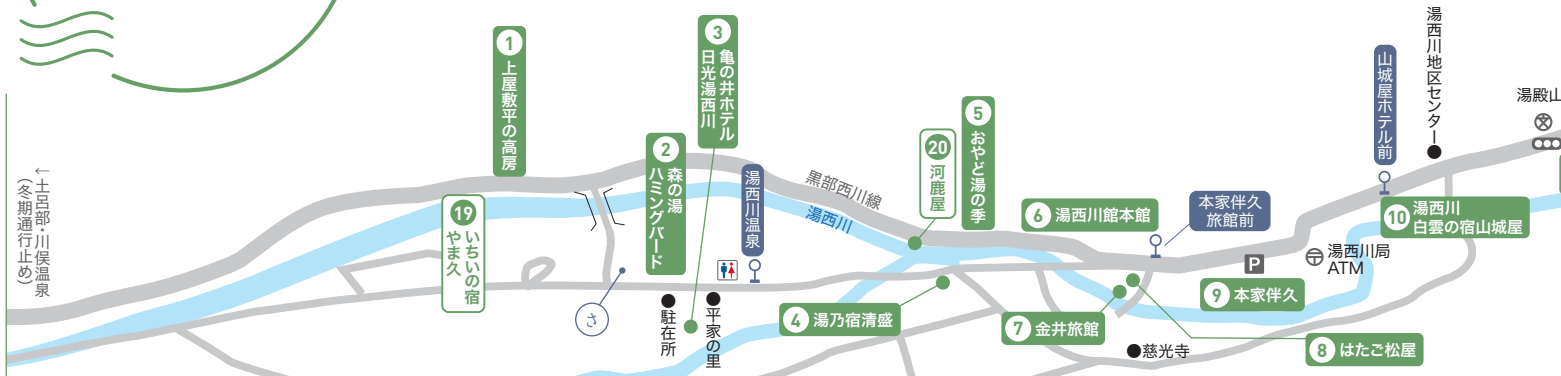 ←土呂部・川俣温泉
(冬期通行止め)
1 上屋敷平の高房
19 いちいの宿
やま久
さ
2 森の湯
ハミングバード
3 亀の井ホテル
日光湯西川
駐在所
平家の里
湯西川温泉
黒部西川線
湯西川
4 湯乃宿清盛
20 河鹿屋
5 おやど湯の季
6 湯西川館本館
7 金井旅館
本家伴久
旅館前
慈光寺
P
9 本家伴久
8 はたご松屋
湯西川局
ATM
山城屋ホテル前
湯西川地区センター
10 湯西川
白雲の宿山城屋
湯殿山